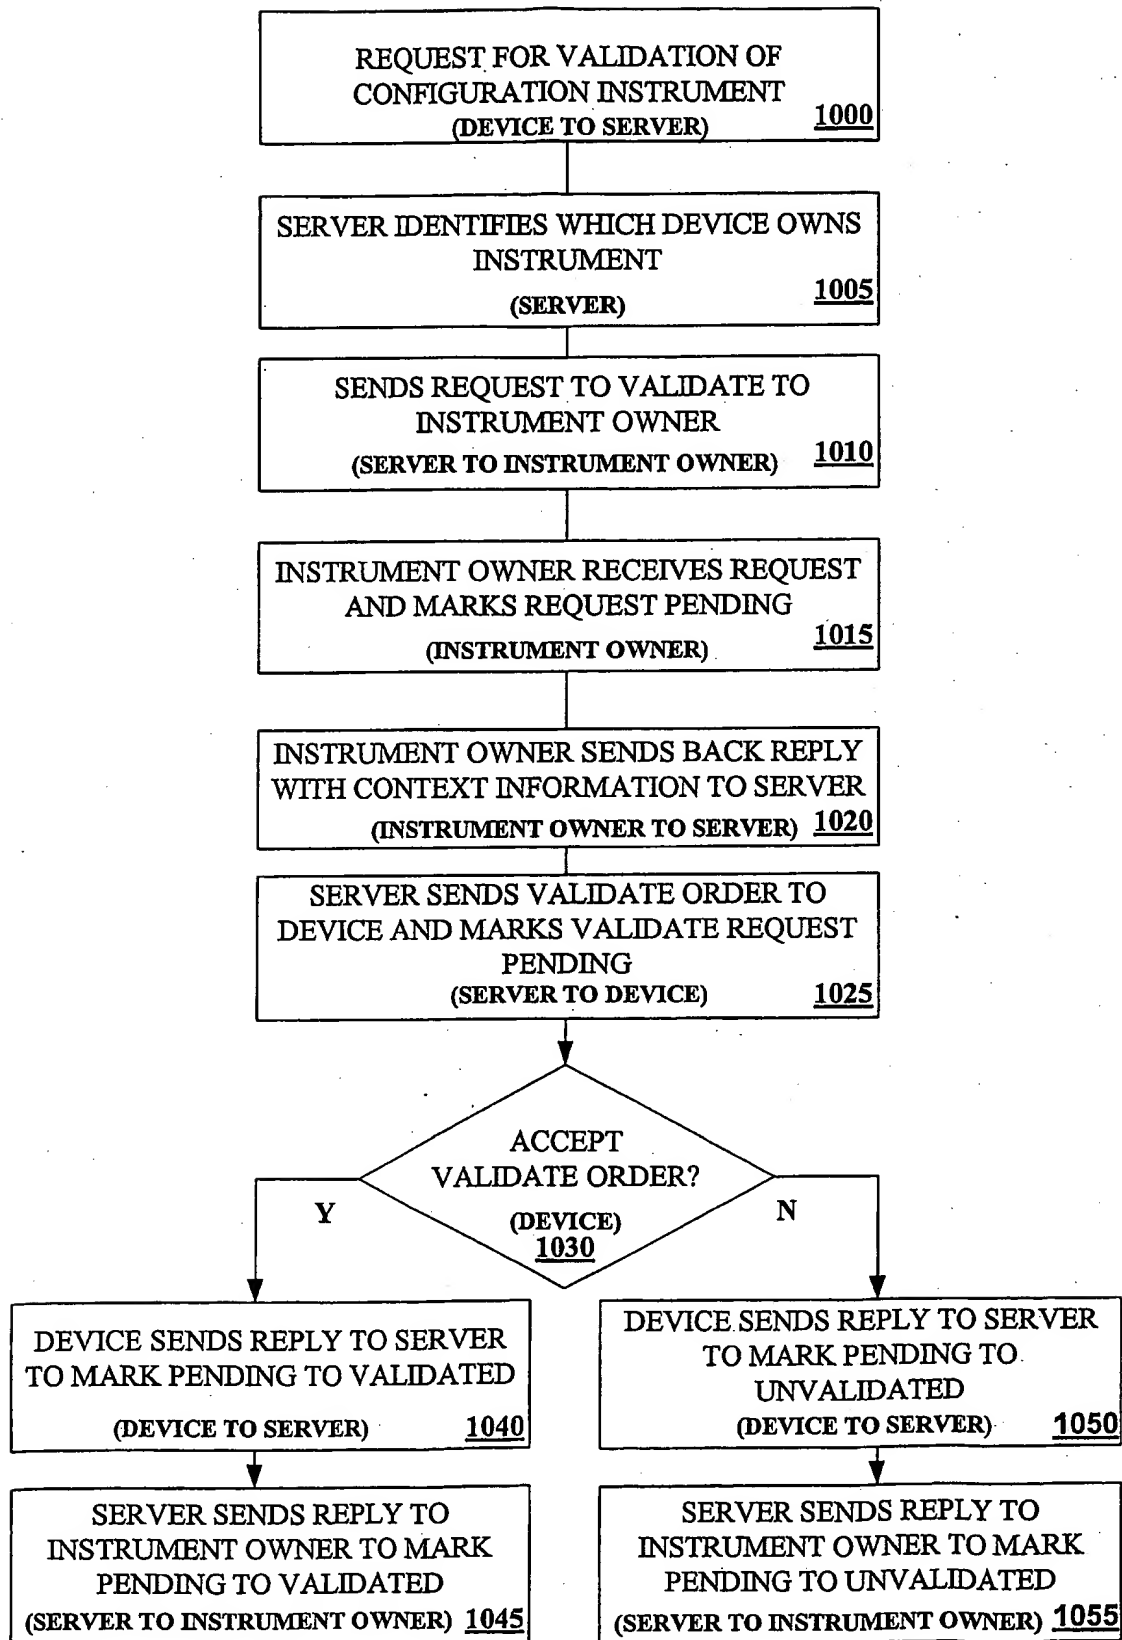 REQUEST FOR VALIDATION OF
CONFIGURATION INSTRUMENT
(DEVICE TO SERVER)
1000
SERVER IDENTIFIES WHICH DEVICE OWNS
INSTRUMENT
(SERVER)
1005
SENDS REQUEST TO VALIDATE TO
INSTRUMENT OWNER
(SERVER TO INSTRUMENT OWNER)
1010
INSTRUMENT OWNER RECEIVES REQUEST
AND MARKS REQUEST PENDING
(INSTRUMENT OWNER)
1015
INSTRUMENT OWNER SENDS BACK REPLY
WITH CONTEXT INFORMATION TO SERVER
(INSTRUMENT OWNER TO SERVER) 1020
SERVER SENDS VALIDATE ORDER TO
DEVICE AND MARKS VALIDATE REQUEST
PENDING
(SERVER TO DEVICE) 1025
ACCEPT
VALIDATE ORDER?
(DEVICE)
1030
Y
N
DEVICE SENDS REPLY TO SERVER
TO MARK PENDING TO VALIDATED
(DEVICE TO SERVER) 1040
DEVICE SENDS REPLY TO SERVER
TO MARK PENDING TO
UNVALIDATED
(DEVICE TO SERVER) 1050
SERVER SENDS REPLY TO
INSTRUMENT OWNER TO MARK
PENDING TO VALIDATED
(SERVER TO INSTRUMENT OWNER) 1045
SERVER SENDS REPLY TO
INSTRUMENT OWNER TO MARK
PENDING TO UNVALIDATED
(SERVER TO INSTRUMENT OWNER) 1055